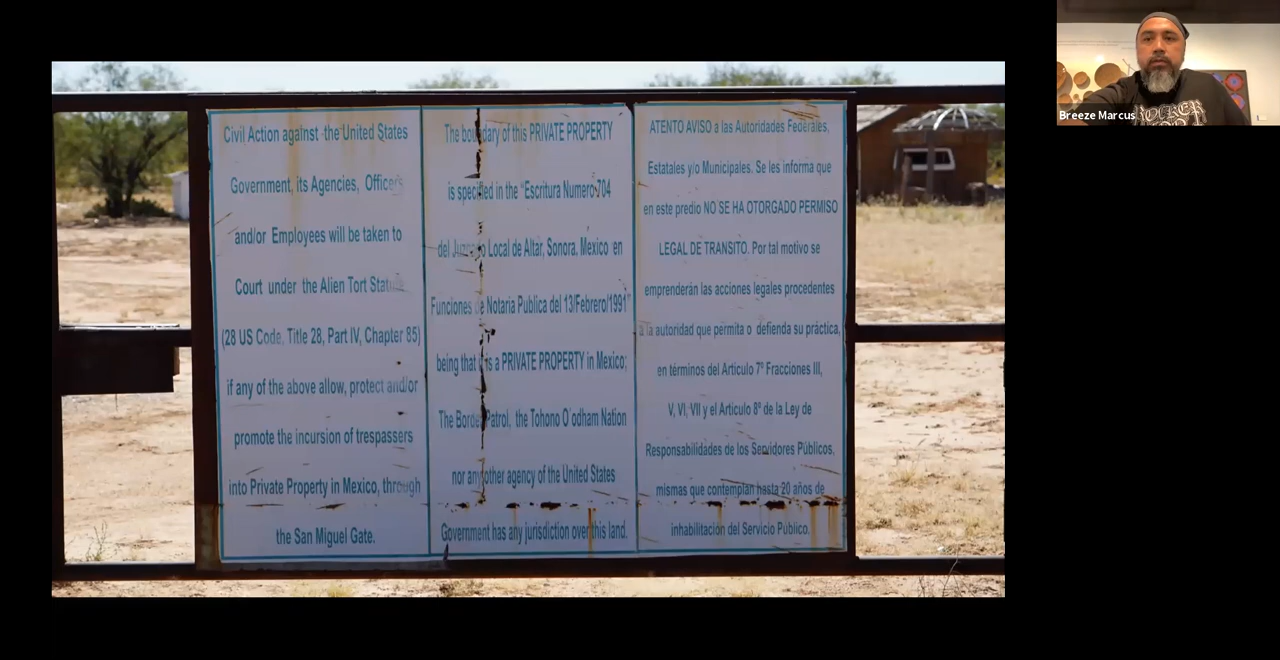 Civil Action against the United States
Government, its Agencies, Officers
and/or Employees will be taken to
Court under the Alien Tort
(28 US Code, Title 28, Part IV, Chapter 85)
if any of the above allow, protect and/or
promote the incursion of trespassers
into Private Property in Mexico, through
the San Miguel Gate.
The boundary of this PRIVATE PROPERTY
is specified in the "Escritura Numero 704
del Juzgado Local de Altar, Sonora, Mexico en
Funciones de Notaria Publica del 13/Febrero/1991"
being that it is a PRIVATE PROPERTY in Mexico;
The Border Patrol, the Tohono O´odham Nation
nor any other agency of the United States
Government has any jurisdiction over this land.
ATENTO AVISO a las Autoridades Federales,
Estatales y/o Municipales. Se les informa que
en este predio NO SE HA OTORGADO PERMISO
LEGAL DE TRANSITO. Por tal motivo se
emprenderán las acciones legales procedentes
a la autoridad que permita o defienda su práctica,
en términos del Articulo 7º Fracciones III,
V, VI, VII y el Articulo 8º de la Ley de
Responsabilidades de los Servidores Públicos,
mismas que contemplan hasta 20 años de
inhabilitación del Servicio Público.
Breeze Marcus